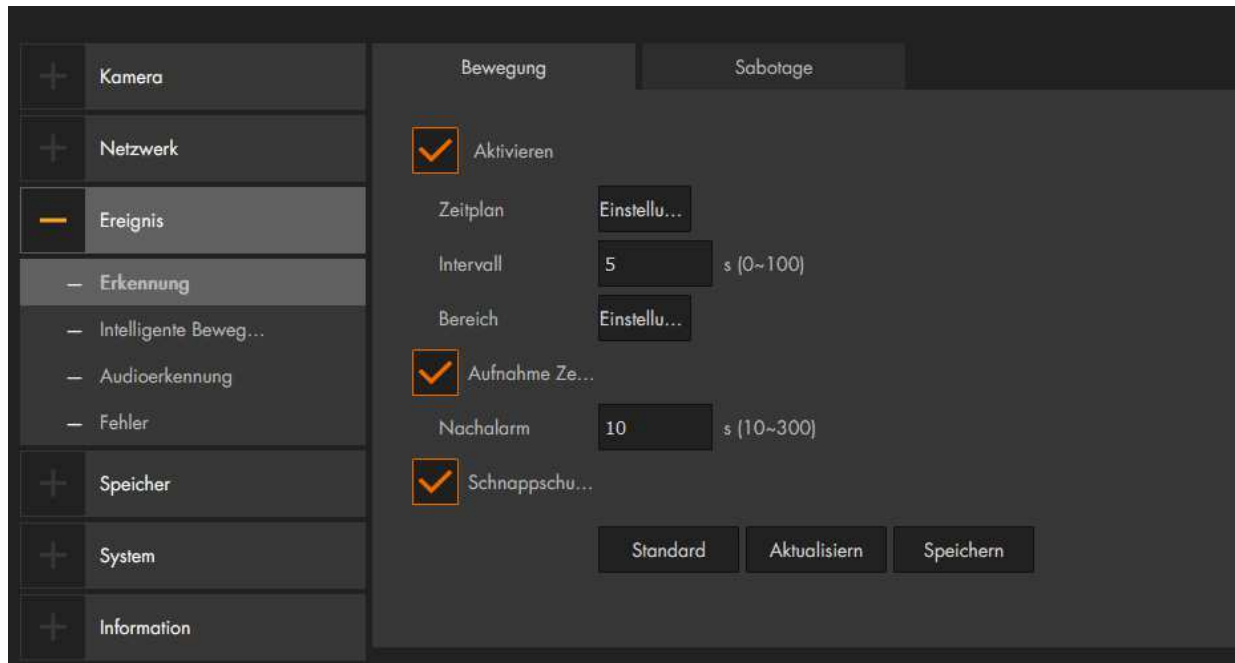 Kamera
Netzwerk
Ereignis
Erkennung
Intelligente Beweg...
Audioerkennung
Fehler
Speicher
System
Information
Bewegung
Sabotage
Aktivieren
Zeitplan Einstellu...
Intervall 5 s (0~100)
Bereich Einstellu...
Aufnahme Ze...
Nachalarm 10 s (10~300)
Schnappschu...
Standard Aktualisiern Speichern